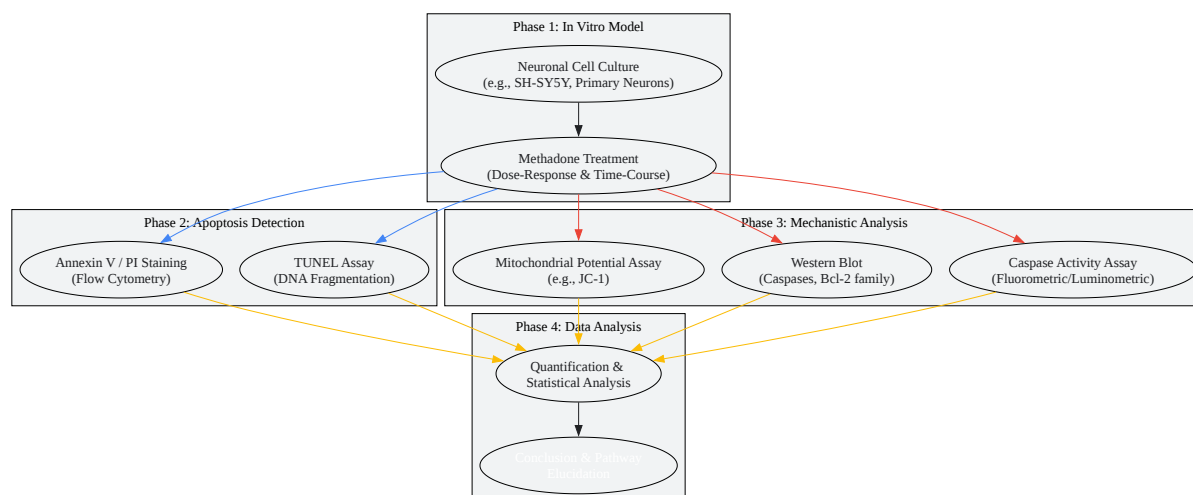 Phase 1: In Vitro Model
Neuronal Cell Culture
(e.g., SH-SY5Y, Primary Neurons)
Methadone Treatment
(Dose-Response & Time-Course)
Phase 2: Apoptosis Detection
Annexin V / PI Staining
(Flow Cytometry)
TUNEL Assay
(DNA Fragmentation)
Phase 3: Mechanistic Analysis
Mitochondrial Potential Assay
(e.g., JC-1)
Western Blot
(Caspases, Bcl-2 family)
Caspase Activity Assay
(Fluorometric/Luminometric)
Phase 4: Data Analysis
Quantification &
Statistical Analysis
Conclusion & Pathway
Elucidation